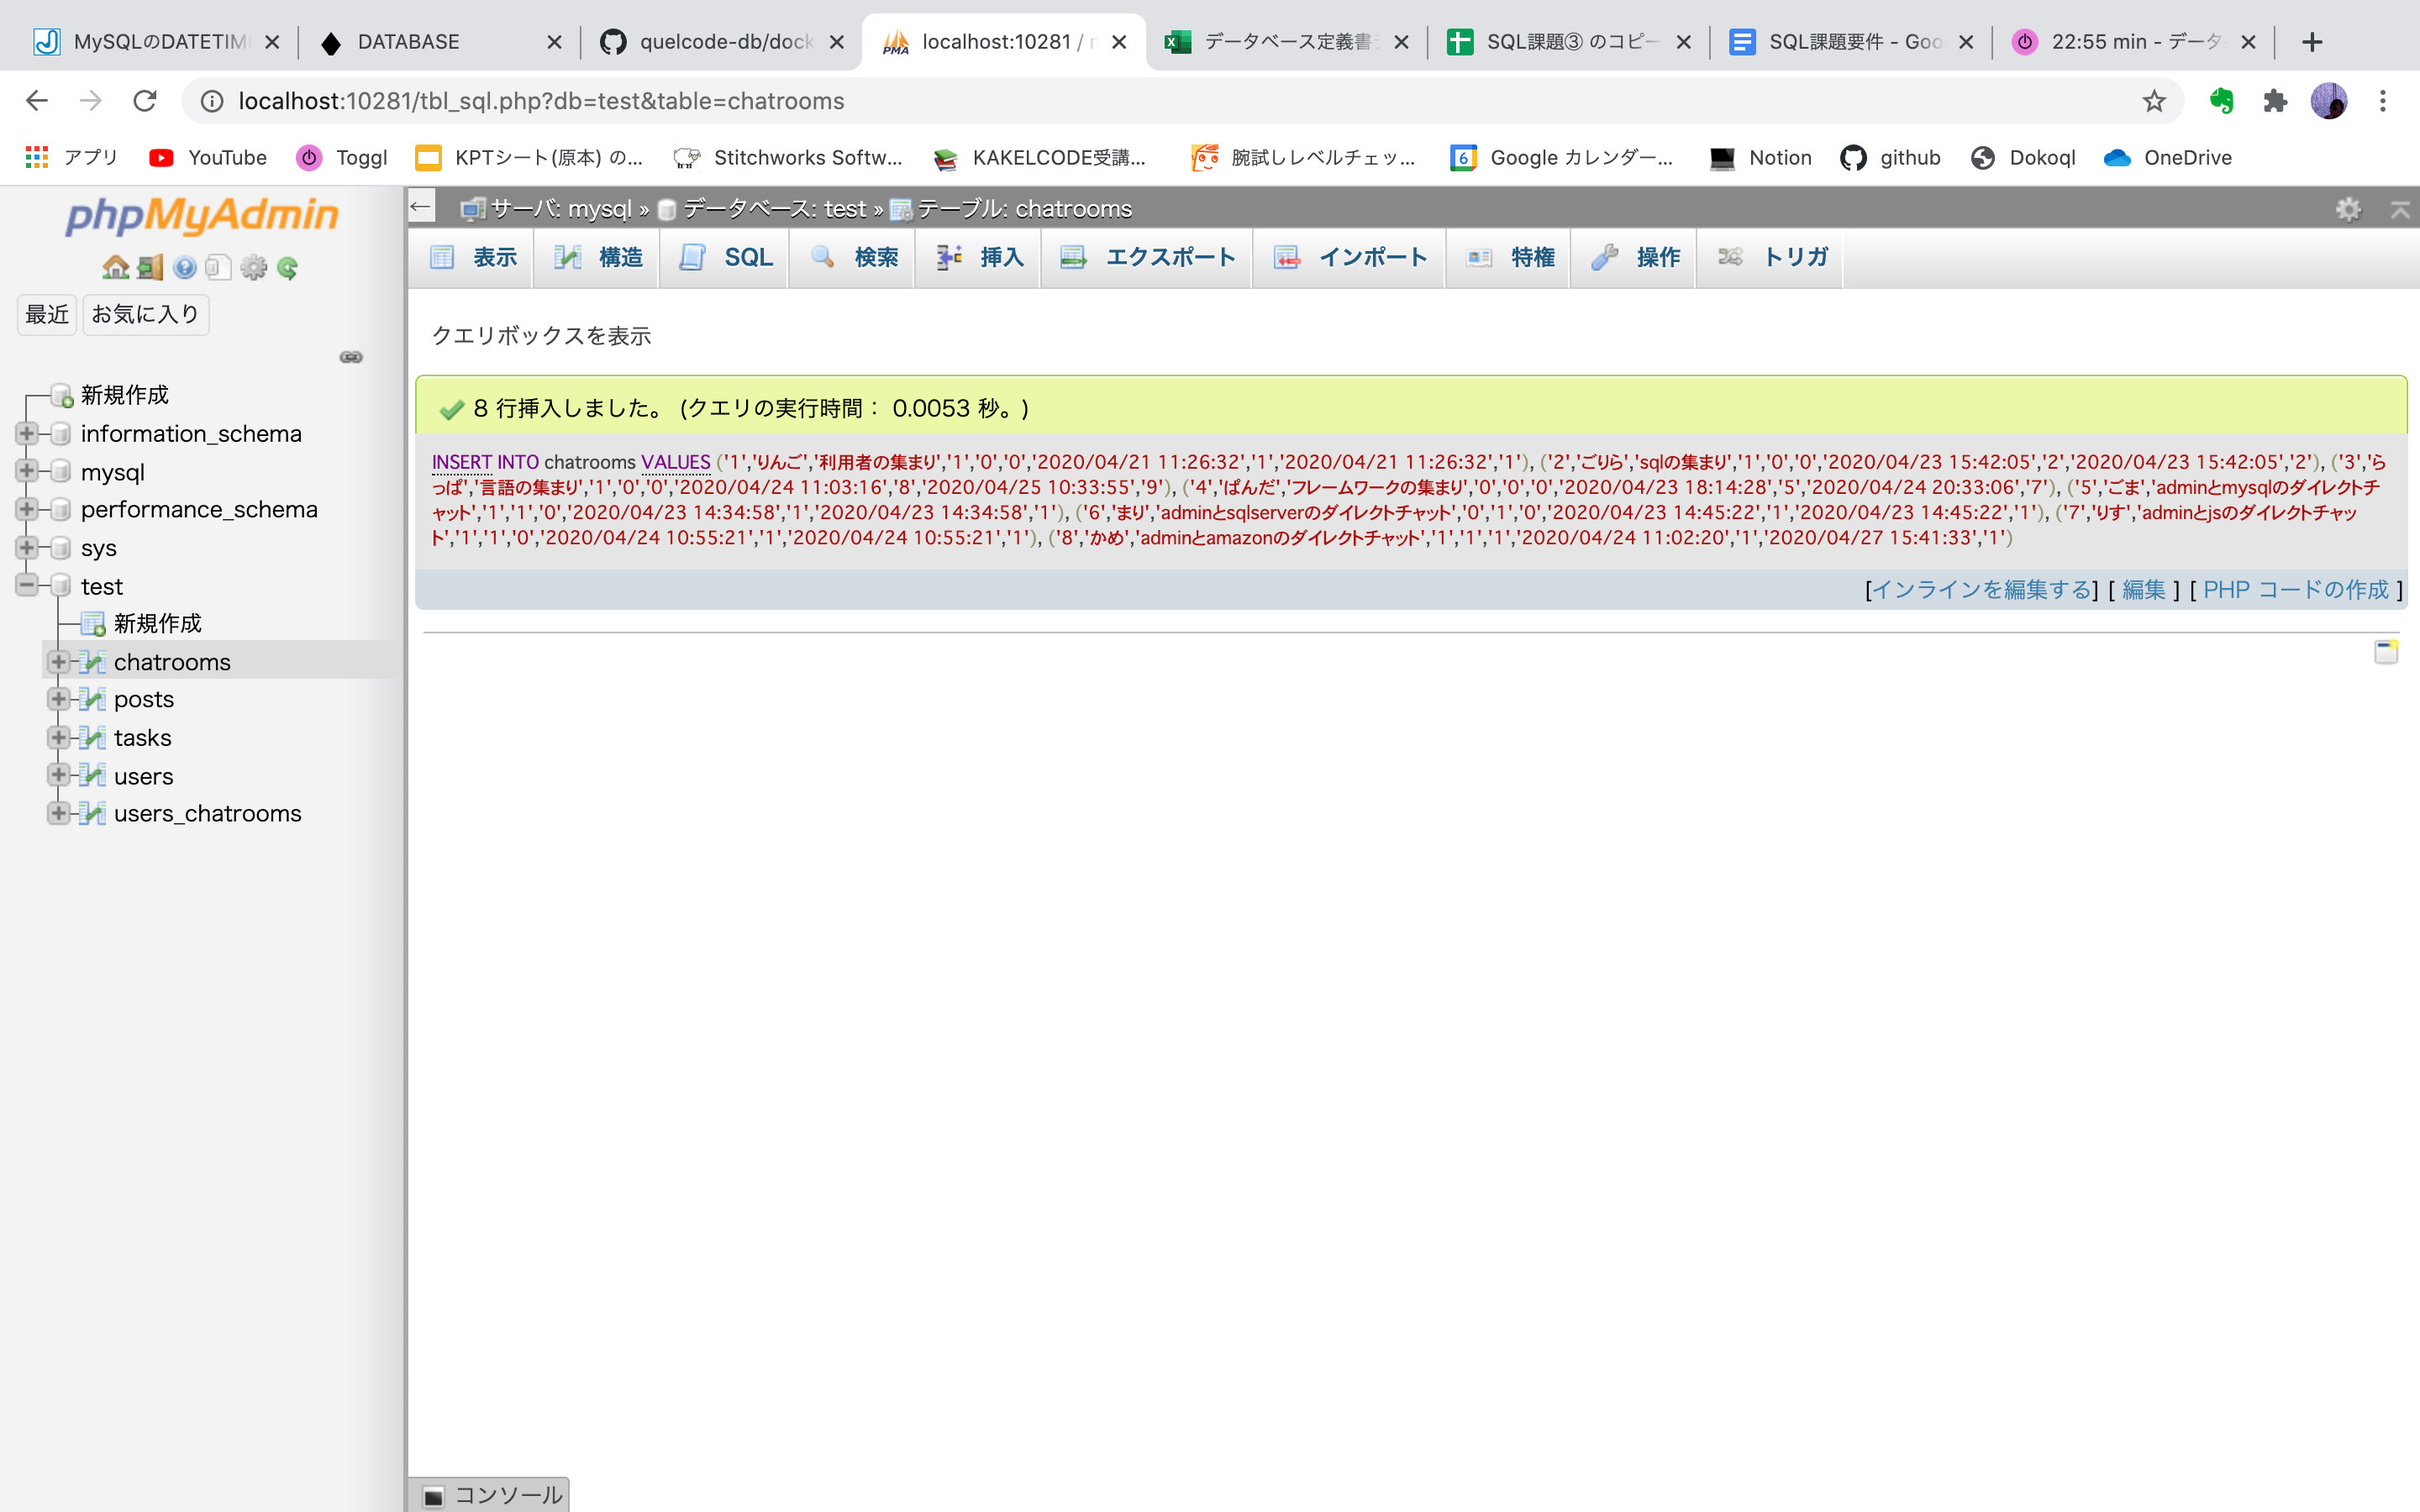 MySQLのDATETIM
DATABASE
quelcode-db/dock
localhost:10281 /
データベース定義書
SQL課題③ のコピー
SQL課題要件 - Goo
22:55 min - データ
localhost:10281/tbl_sql.php?db=test&table=chatrooms
アプリ
YouTube
Toggl
KPTシート(原本) の...
Stitchworks Softw...
KAKELCODE受講...
腕試しレベルチェッ...
6
Google カレンダー...
Notion
github
Dokoql
OneDrive
phpMyAdmin
最近
お気に入り
新規作成
information_schema
mysql
performance_schema
sys
test
新規作成
chatrooms
posts
tasks
users
users_chatrooms
サーバ: mysql » データベース: test » テーブル: chatrooms
表示
構造
SQL
検索
挿入
エクスポート
インポート
特権
操作
トリガ
クエリボックスを表示
8 行挿入しました。 (クエリの実行時間： 0.0053 秒。)
INSERT INTO chatrooms VALUES ('1','りんご','利用者の集まり','1','0','0','2020/04/21 11:26:32','1','2020/04/21 11:26:32','1'), ('2','ごりら','sqlの集まり','1','0','0','2020/04/23 15:42:05','2','2020/04/23 15:42:05','2'), ('3','ら
っぱ','言語の集まり','1','0','0','2020/04/24 11:03:16','8','2020/04/25 10:33:55','9'), ('4','ぱんだ','フレームワークの集まり','0','0','0','2020/04/23 18:14:28','5','2020/04/24 20:33:06','7'), ('5','ごま','adminとmysqlのダイレクトチ
ャット','1','1','0','2020/04/23 14:34:58','1','2020/04/23 14:34:58','1'), ('6','まり','adminとsqlserverのダイレクトチャット','0','1','0','2020/04/23 14:45:22','1','2020/04/23 14:45:22','1'), ('7','りす','adminとjsのダイレクトチャッ
ト','1','1','0','2020/04/24 10:55:21','1','2020/04/24 10:55:21','1'), ('8','かめ','adminとamazonのダイレクトチャット','1','1','1','2020/04/24 11:02:20','1','2020/04/27 15:41:33','1')
[インラインを編集する] [ 編集 ] [ PHP コードの作成 ]
コンソール